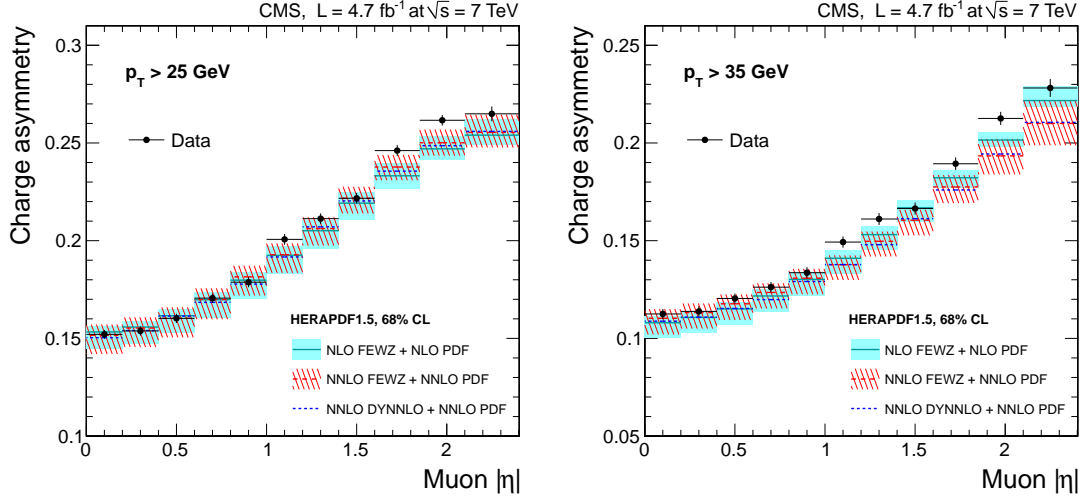 CMS, L = 4.7 fb⁻¹ at √s = 7 TeV
0.3
0.25
0.2
0.15
0.1
Charge asymmetry
p_T > 25 GeV
Data
HERAPDF1.5, 68% CL
NLO FEWZ + NLO PDF
NNLO FEWZ + NNLO PDF
NNLO DYNNLO + NNLO PDF
0 0.5 1 1.5 2
Muon |η|
CMS, L = 4.7 fb⁻¹ at √s = 7 TeV
0.25
0.2
0.15
0.1
0.05
Charge asymmetry
p_T > 35 GeV
Data
HERAPDF1.5, 68% CL
NLO FEWZ + NLO PDF
NNLO FEWZ + NNLO PDF
NNLO DYNNLO + NNLO PDF
0 0.5 1 1.5 2
Muon |η|